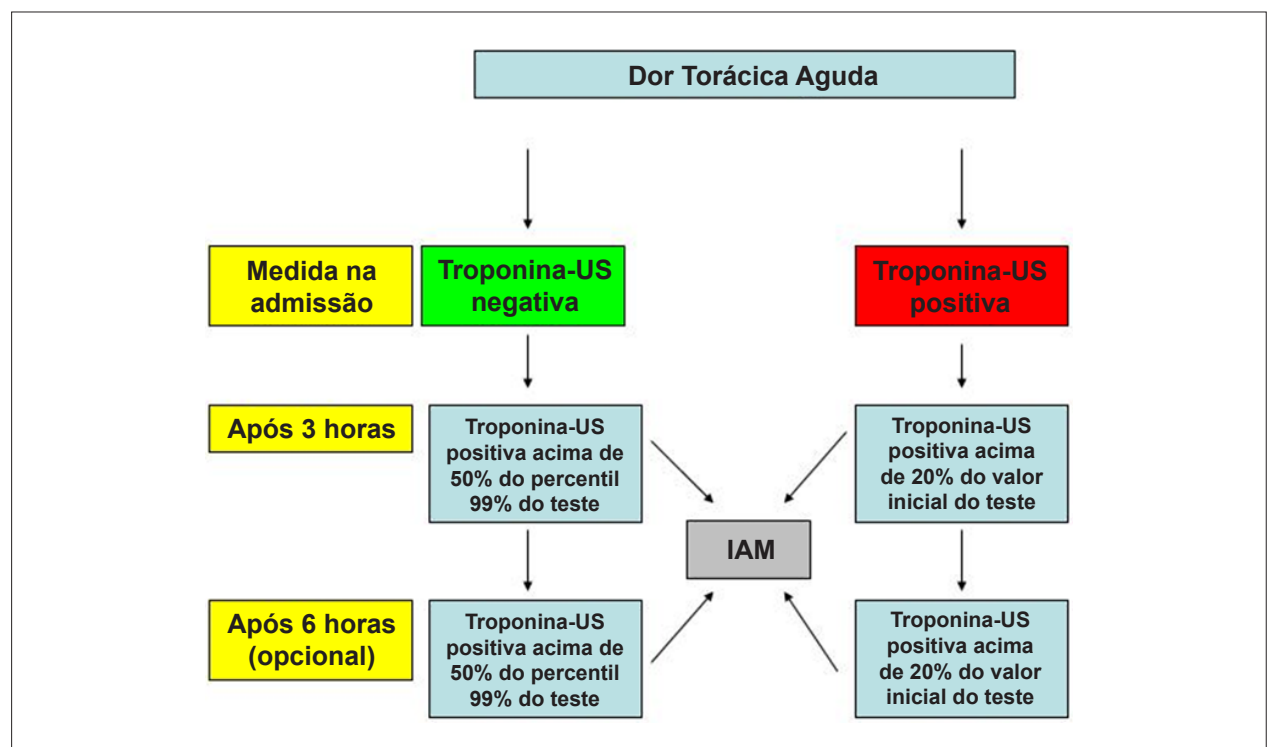 Dor Torácica Aguda
Medida na
admissão
Troponina-US
negativa
Troponina-US
positiva
Após 3 horas
Troponina-US
positiva acima de
50% do percentil
99% do teste
Troponina-US
positiva acima
de 20% do valor
inicial do teste
IAM
Após 6 horas
(opcional)
Troponina-US
positiva acima de
50% do percentil
99% do teste
Troponina-US
positiva acima
de 20% do valor
inicial do teste